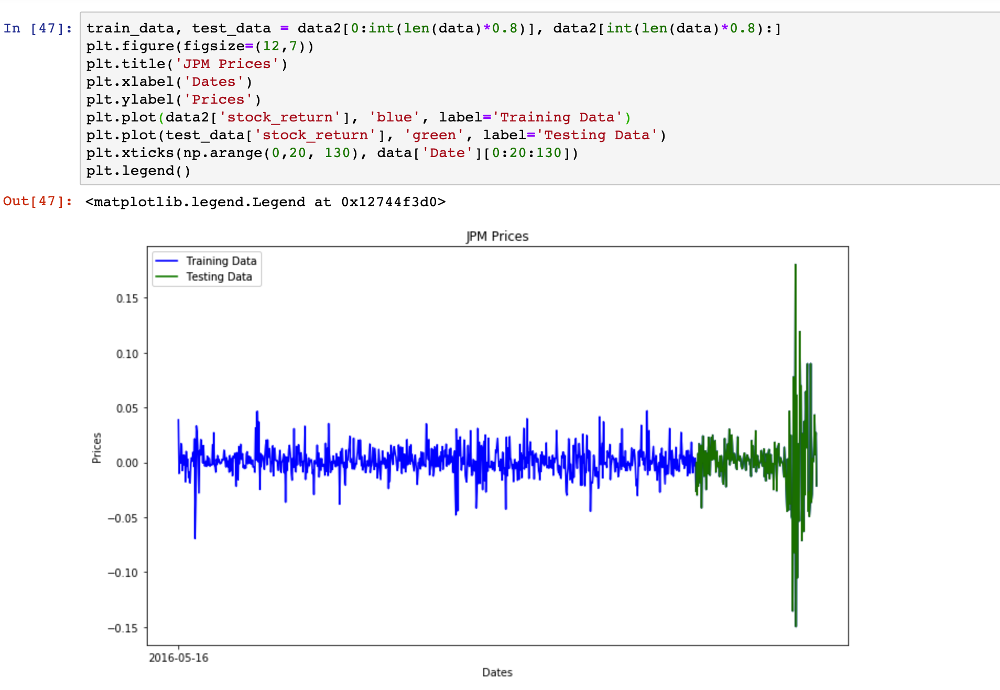 In [47]: train_data, test_data = data2[0:int(len(data)*0.8)], data2[int(len(data)*0.8):]
plt.figure(figsize=(12,7))
plt.title('JPM Prices')
plt.xlabel('Dates')
plt.ylabel('Prices')
plt.plot(data2['stock_return'], 'blue', label='Training Data')
plt.plot(test_data['stock_return'], 'green', label='Testing Data')
plt.xticks(np.arange(0,20, 130), data['Date'][0:20:130])
plt.legend()
Out[47]: <matplotlib.legend.Legend at 0x12744f3d0>
JPM Prices
Training Data
Testing Data
0.15
0.10
0.05
0.00
−0.05
−0.10
−0.15
Prices
2016-05-16
Dates